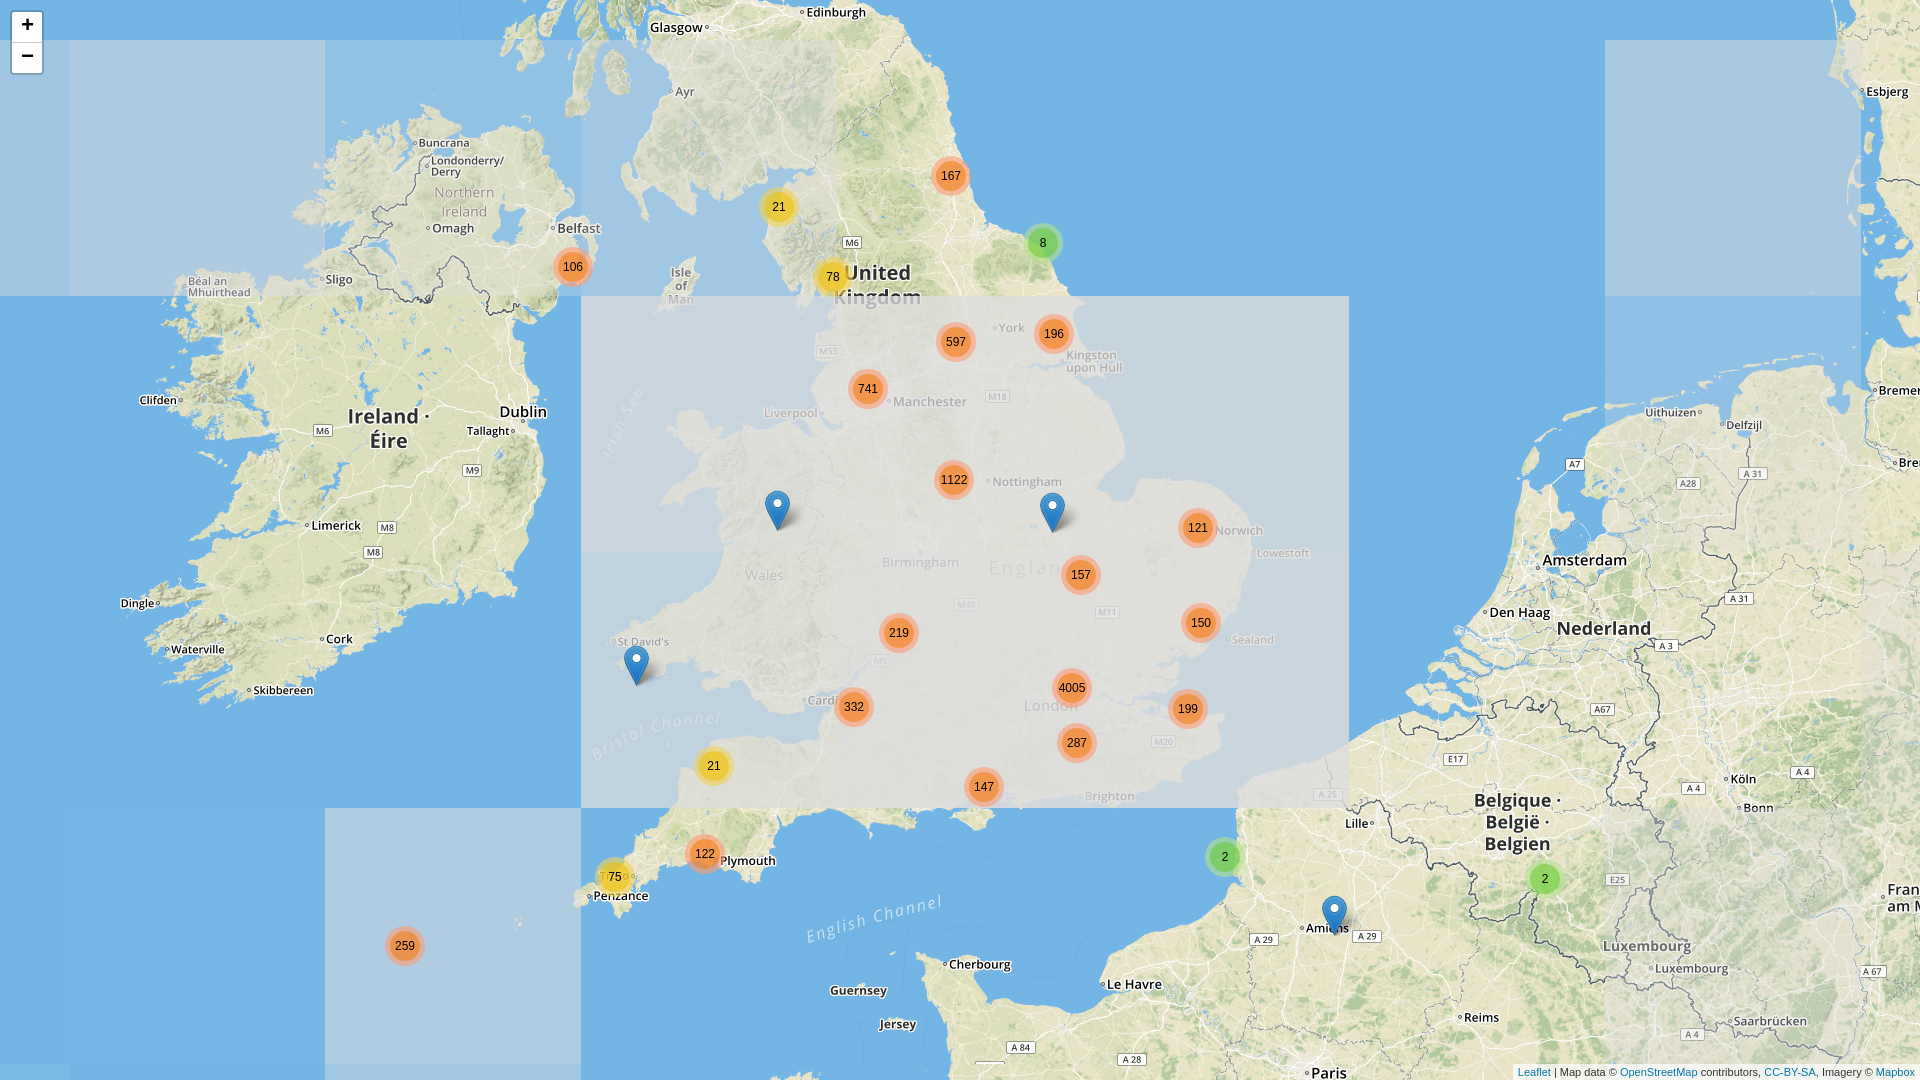 +
−
Edinburgh
Glasgow
Ayr
Esbjerg
Buncrana
Londonderry/
Derry
Northern
Ireland
Omagh
Belfast
167
21
8
M6
106
78
United
Kingdom
Isle
of
Man
Béal an
Mhuirthead
Sligo
York
196
597
M55
Kingston
upon Hull
741
Manchester
M18
Liverpool
Irish Sea
Clifden
Ireland ·
Éire
Dublin
Tallaght
M6
M9
Uithuizen
Delfzijl
A7
A 31
A28
1122
Nottingham
121
Norwich
Lowestoft
Limerick
M8
M8
Birmingham
157
Wales
Amsterdam
Dingle
M40
M11
A 31
Den Haag
Nederland
150
Sealand
219
M5
St David's
Cork
Waterville
Skibbereen
A 3
4005
London
199
332
A67
Bristol Channel
287
M20
E17
21
147
Brighton
A 25
Köln
A 4
A 4
Bonn
Belgique ·
België ·
Belgien
Lille
122
Plymouth
75
Penzance
2
2
E25
English Channel
Amiens
A 29
A 29
259
Luxembourg
Luxembourg
A 67
Cherbourg
Le Havre
Guernsey
Jersey
Reims
Saarbrücken
A 4
A 84
A 28
Paris
Leaflet | Map data © OpenStreetMap contributors, CC-BY-SA, Imagery © Mapbox